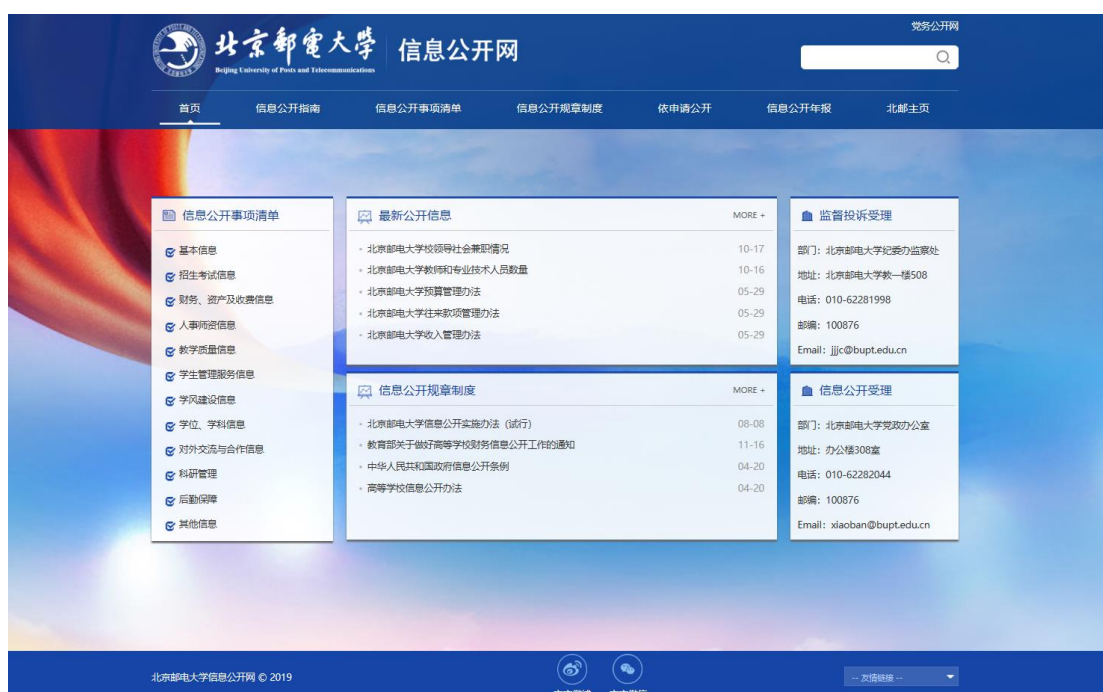 党务公开网
北京郵電大學
Beijing University of Posts and Telecommunications
信息公开网
首页 信息公开指南 信息公开事项清单 信息公开规章制度 依申请公开 信息公开年报 北邮主页
信息公开事项清单
基本信息
招生考试信息
财务、资产及收费信息
人事师资信息
教学质量信息
学生管理服务信息
学风建设信息
学位、学科信息
对外交流与合作信息
科研管理
后勤保障
其他信息
最新公开信息 MORE +
北京邮电大学校领导社会兼职情况 10-17
北京邮电大学教师和专业技术人员数量 10-16
北京邮电大学预算管理办法 05-29
北京邮电大学往来款项管理办法 05-29
北京邮电大学收入管理办法 05-29
信息公开规章制度 MORE +
北京邮电大学信息公开实施办法（试行） 08-08
教育部关于做好高等学校财务信息公开工作的通知 11-16
中华人民共和国政府信息公开条例 04-20
高等学校信息公开办法 04-20
监督投诉受理
部门：北京邮电大学纪委办监察处
地址：北京邮电大学教一楼508
电话：010-62281998
邮编：100876
Email：jjjc@bupt.edu.cn
信息公开受理
部门：北京邮电大学党政办公室
地址：办公楼308室
电话：010-62282044
邮编：100876
Email：xiaoban@bupt.edu.cn
北京邮电大学信息公开网 © 2019
-- 友情链接 --